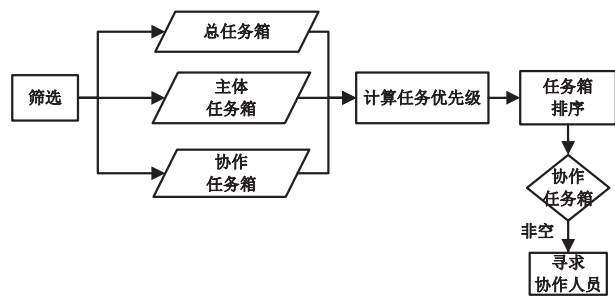 总任务箱
筛选
主体
任务箱
计算任务优先级
任务箱
排序
协作
任务箱
协作
任务箱
非空
寻求
协作人员